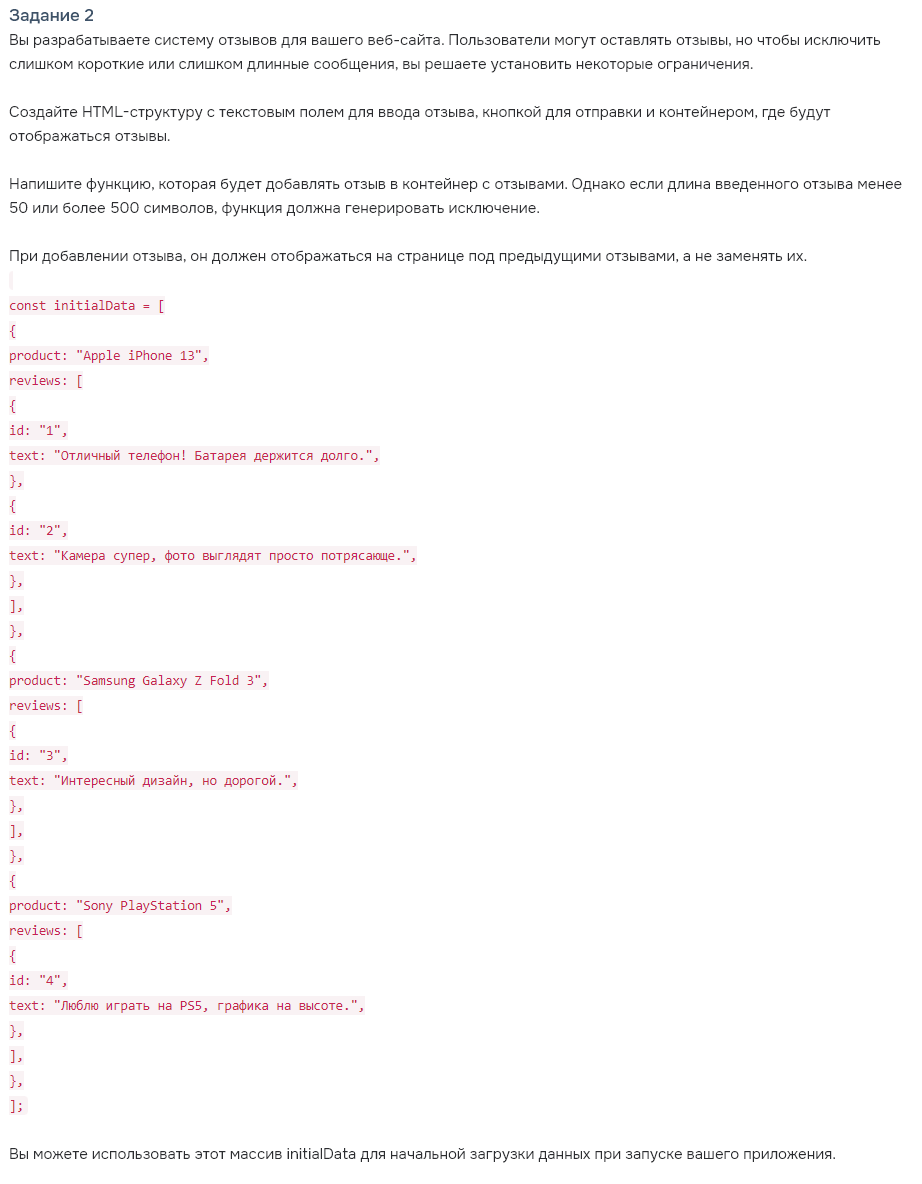 Задание 2
Вы разрабатываете систему отзывов для вашего веб-сайта. Пользователи могут оставлять отзывы, но чтобы исключить
слишком короткие или слишком длинные сообщения, вы решаете установить некоторые ограничения.
Создайте HTML-структуру с текстовым полем для ввода отзыва, кнопкой для отправки и контейнером, где будут
отображаться отзывы.
Напишите функцию, которая будет добавлять отзыв в контейнер с отзывами. Однако если длина введенного отзыва менее
50 или более 500 символов, функция должна генерировать исключение.
При добавлении отзыва, он должен отображаться на странице под предыдущими отзывами, а не заменять их.
const initialData = [
{
product: "Apple iPhone 13",
reviews: [
{
id: "1",
text: "Отличный телефон! Батарея держится долго.",
},
{
id: "2",
text: "Камера супер, фото выглядят просто потрясающе.",
},
],
},
{
product: "Samsung Galaxy Z Fold 3",
reviews: [
{
id: "3",
text: "Интересный дизайн, но дорогой.",
},
],
},
{
product: "Sony PlayStation 5",
reviews: [
{
id: "4",
text: "Люблю играть на PS5, графика на высоте.",
},
],
},
];
Вы можете использовать этот массив initialData для начальной загрузки данных при запуске вашего приложения.